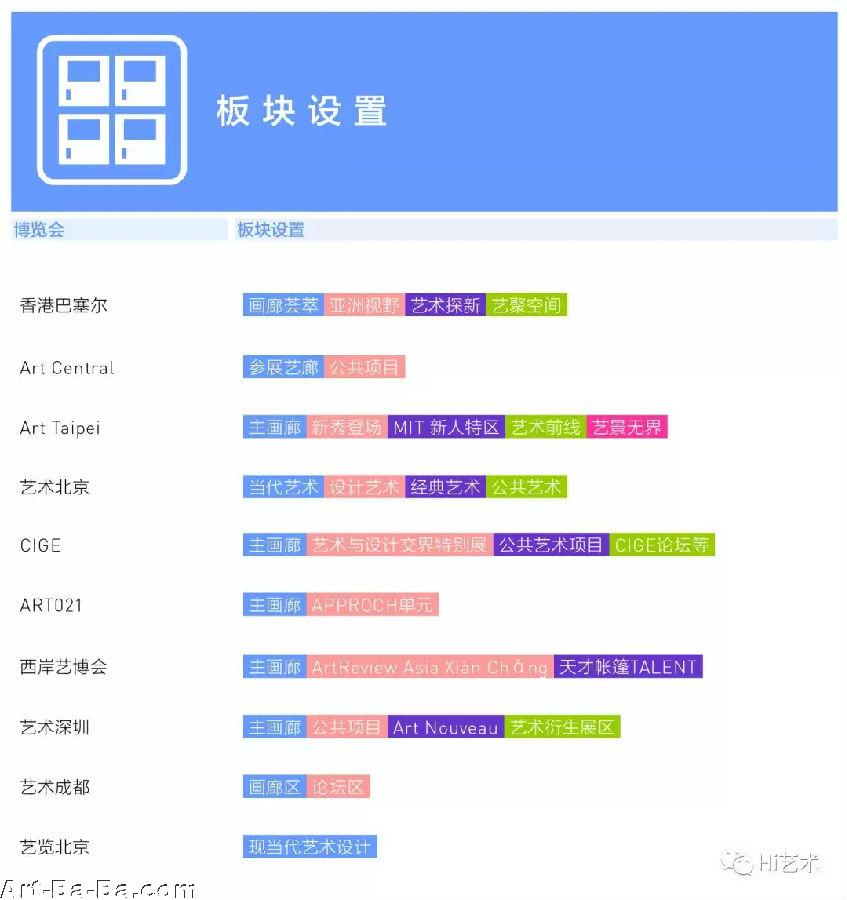 板块设置
博览会 板块设置
香港巴塞尔 画廊荟萃 亚洲视野 艺术探新 艺聚空间
Art Central 参展艺廊 公共项目
Art Taipei 主画廊 新秀登场 MIT 新人特区 艺术前线 艺景无界
艺术北京 当代艺术 设计艺术 经典艺术 公共艺术
CIGE 主画廊 艺术与设计交界特别展 公共艺术项目 CIGE论坛等
ART021 主画廊 APPROCH单元
西岸艺博会 主画廊 ArtReview Asia Xiàn Chǎng 天才帐篷TALENT
艺术深圳 主画廊 公共项目 Art Nouveau 艺术衍生展区
艺术成都 画廊区 论坛区
艺览北京 现当代艺术设计
Hi艺术
Art-Ba-Ba.com